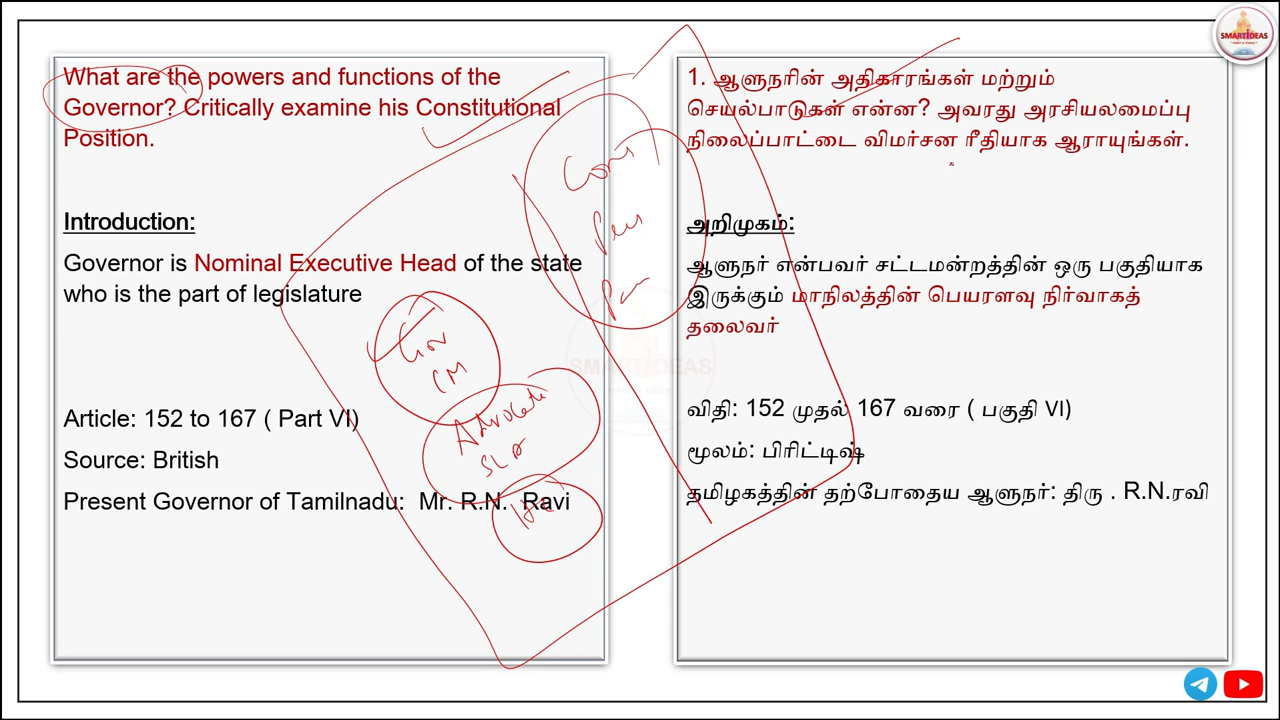 SMARTIDEAS
What are the powers and functions of the
Governor? Critically examine his Constitutional
Position.
Introduction:
Governor is Nominal Executive Head of the state
who is the part of legislature
Article: 152 to 167 ( Part VI)
Source: British
Present Governor of Tamilnadu: Mr. R.N. Ravi
1. ஆளுநரின் அதிகாரங்கள் மற்றும்
செயல்பாடுகள் என்ன? அவரது அரசியலமைப்பு
நிலைப்பாட்டை விமர்சன ரீதியாக ஆராயுங்கள்.
அறிமுகம்:
ஆளுநர் என்பவர் சட்டமன்றத்தின் ஒரு பகுதியாக
இருக்கும் மாநிலத்தின் பெயரளவு நிர்வாகத்
தலைவர்
விதி: 152 முதல் 167 வரை ( பகுதி VI)
மூலம்: பிரிட்டிஷ்
தமிழகத்தின் தற்போதைய ஆளுநர்: திரு . R.N.ரவி
Gov
CM
Advocate
SMARTIDEAS